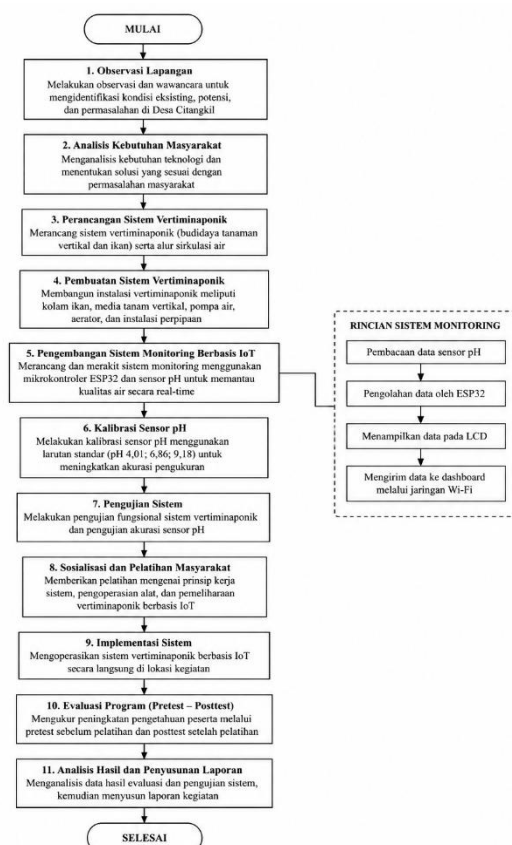 MULAI
1. Observasi Lapangan
Melakukan observasi dan wawancara untuk
mengidentifikasi kondisi eksisting, potensi,
dan permasalahan di Desa Citangkil
2. Analisis Kebutuhan Masyarakat
Menganalisis kebutuhan teknologi dan
menentukan solusi yang sesuai dengan
permasalahan masyarakat
3. Perancangan Sistem Vertiminaponik
Merancang sistem vertiminaponik (budidaya tanaman
vertikal dan ikan) serta alur sirkulasi air
4. Pembuatan Sistem Vertiminaponik
Membangun instalasi vertiminaponik meliputi
kolam ikan, media tanam vertikal, pompa air,
aerator, dan instalasi perpipaan
5. Pengembangan Sistem Monitoring Berbasis IoT
Merancang dan merakit sistem monitoring menggunakan
mikrokontroler ESP32 dan sensor pH untuk memantau
kualitas air secara real-time
RINCIAN SISTEM MONITORING
Pembacaan data sensor pH
Pengolahan data oleh ESP32
Menampilkan data pada LCD
Mengirim data ke dashboard
melalui jaringan Wi-Fi
6. Kalibrasi Sensor pH
Melakukan kalibrasi sensor pH menggunakan
larutan standar (pH 4,01; 6,86; 9,18) untuk
meningkatkan akurasi pengukuran
7. Pengujian Sistem
Melakukan pengujian fungsional sistem vertiminaponik
dan pengujian akurasi sensor pH
8. Sosialisasi dan Pelatihan Masyarakat
Memberikan pelatihan mengenai prinsip kerja
sistem, pengoperasian alat, dan pemeliharaan
vertiminaponik berbasis IoT
9. Implementasi Sistem
Mengoperasikan sistem vertiminaponik berbasis IoT
secara langsung di lokasi kegiatan
10. Evaluasi Program (Pretest – Posttest)
Mengukur peningkatan pengetahuan peserta melalui
pretest sebelum pelatihan dan posttest setelah pelatihan
11. Analisis Hasil dan Penyusunan Laporan
Menganalisis data hasil evaluasi dan pengujian sistem,
kemudian menyusun laporan kegiatan
SELESAI